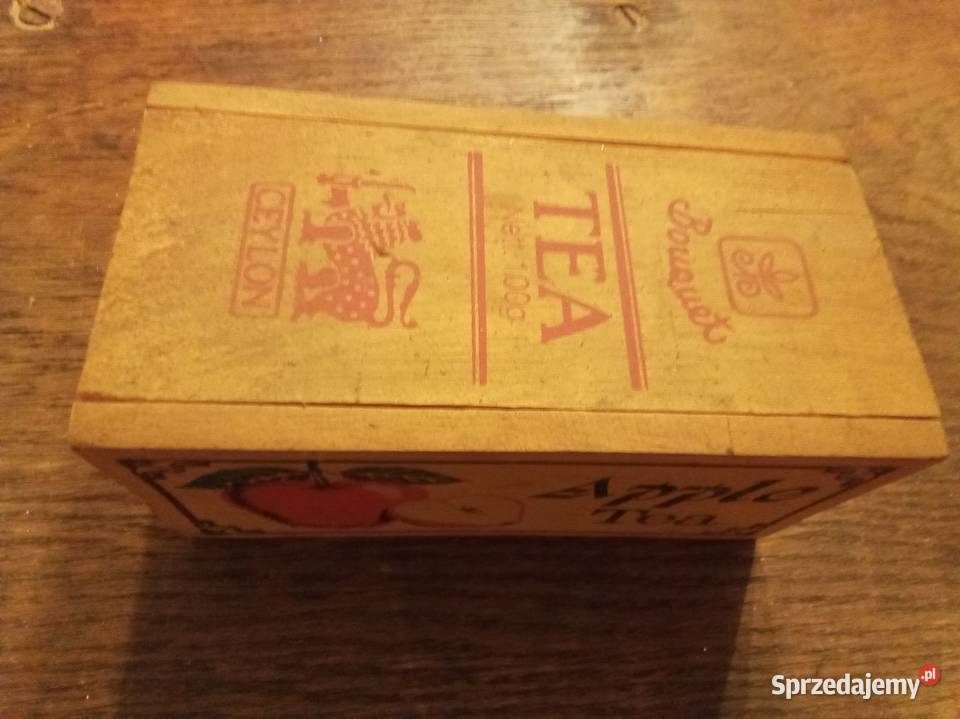 Bouquet
TEA
Nett 100g
CEYLON
Apple
Tea
Sprzedajemy.pl